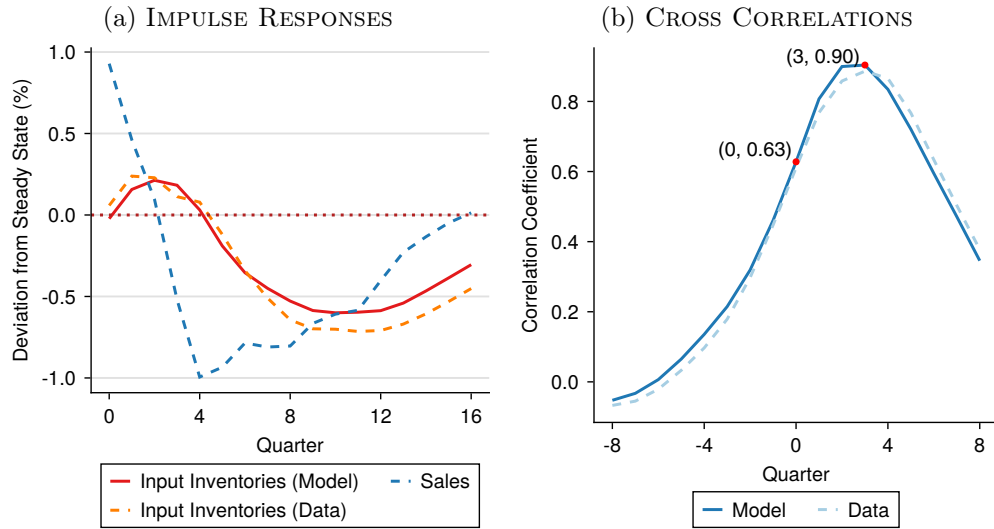 (a) IMPULSE RESPONSES
1.0
0.5
0.0
-0.5
-1.0
Deviation from Steady State (%)
0 4 8 12 16
Quarter
Input Inventories (Model) Sales
Input Inventories (Data)
(b) CROSS CORRELATIONS
(3, 0.90)
(0, 0.63)
0.8
0.6
0.4
0.2
0.0
Correlation Coefficient
-8 -4 0 4 8
Quarter
Model Data